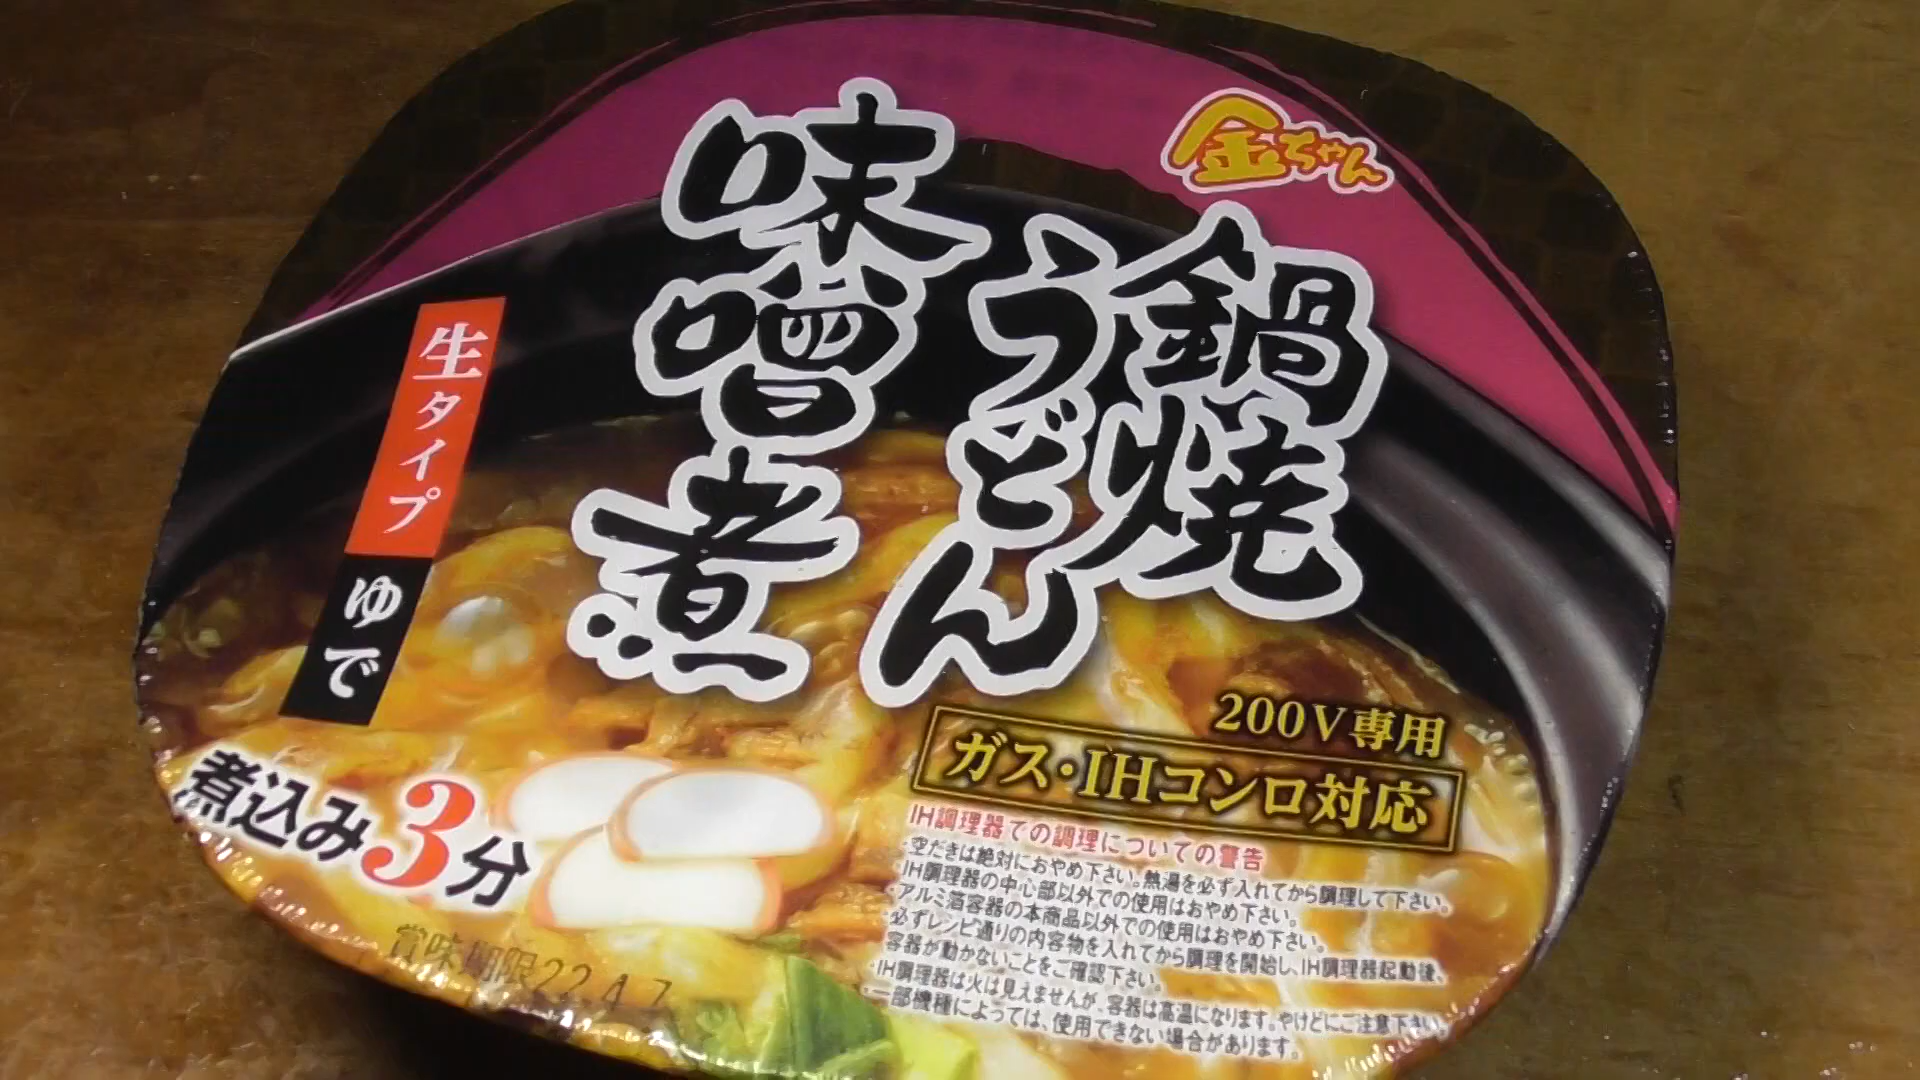 金ちゃん
鍋焼
うどん
味噌煮
生タイプ
ゆで
煮込み3分
200V専用
ガス・IHコンロ対応
IH調理器での調理についての警告
・空だきは絶対におやめ下さい。熱湯を必ず入れてから調理して下さい。
・IH調理器の中心部以外での使用はおやめ下さい。
・アルミ箔容器の本商品以外での使用はおやめ下さい。
・必ずレシピ通りの内容物を入れてから調理を開始し、IH調理器起動後、
容器が動かないことをご確認下さい。
・IH調理器は火は見えませんが、容器は高温になります。やけどにご注意下さい。
・一部機種によっては、使用できない場合があります。
賞味期限22.4.7